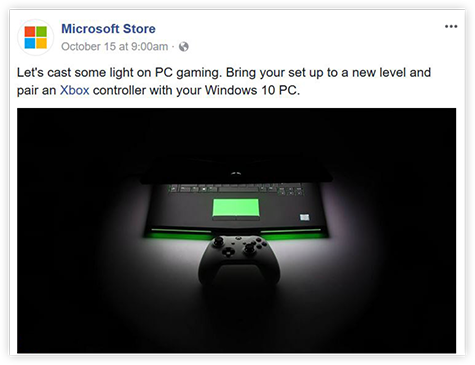 Microsoft Store
October 15 at 9:00am ·
Let's cast some light on PC gaming. Bring your set up to a new level and
pair an Xbox controller with your Windows 10 PC.